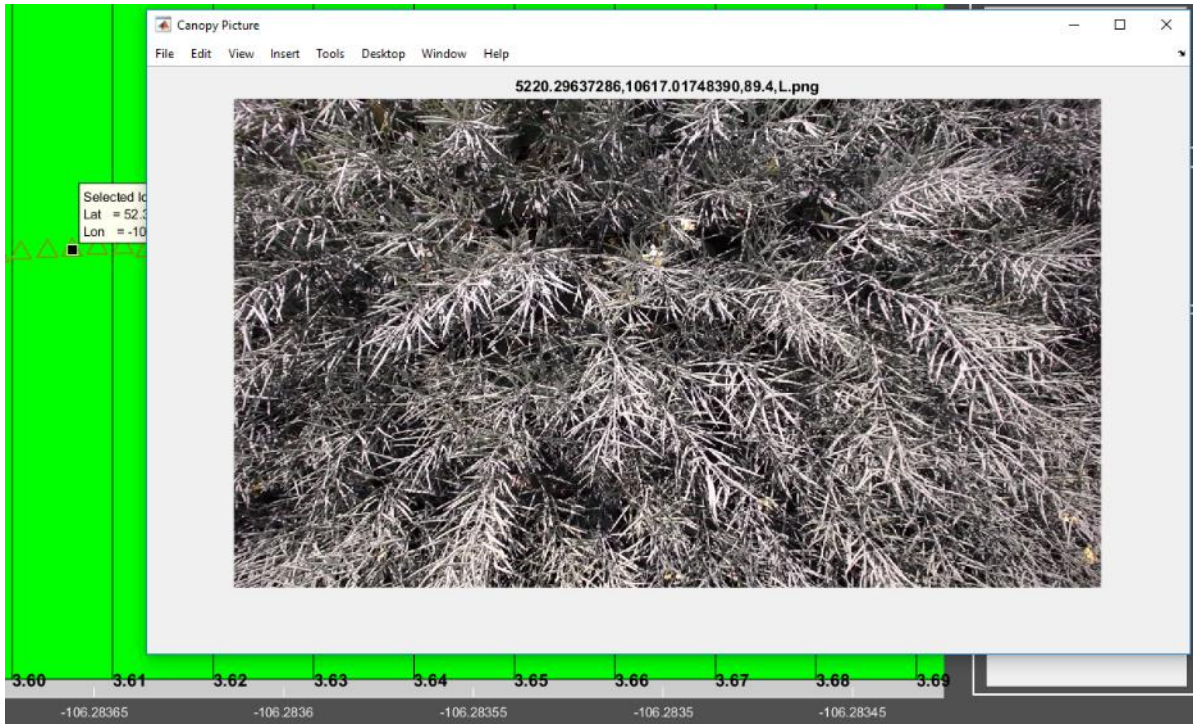 Canopy Picture
File Edit View Insert Tools Desktop Window Help
5220.29637286,10617.01748390,89.4,L.png
Selected
Lat = 52.3
Lon = -10
3.60 3.61 3.62 3.63 3.64 3.65 3.66 3.67 3.68 3.69
-106.28365 -106.2836 -106.28355 -106.2835 -106.28345